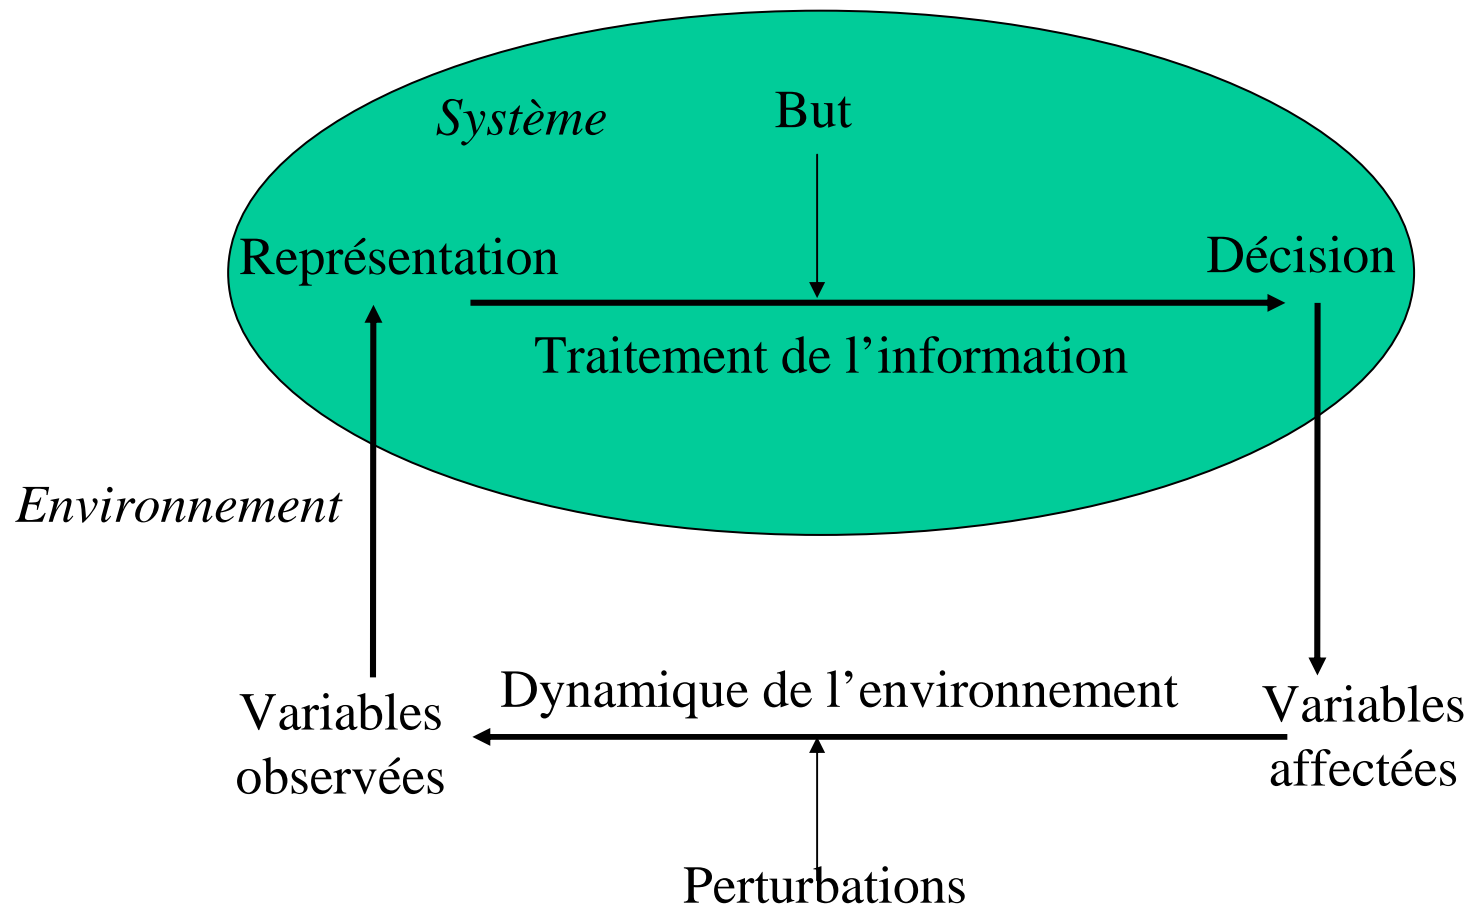 Système
But
Représentation
Décision
Traitement de l’information
Environnement
Dynamique de l’environnement
Variables
observées
Variables
affectées
Perturbations